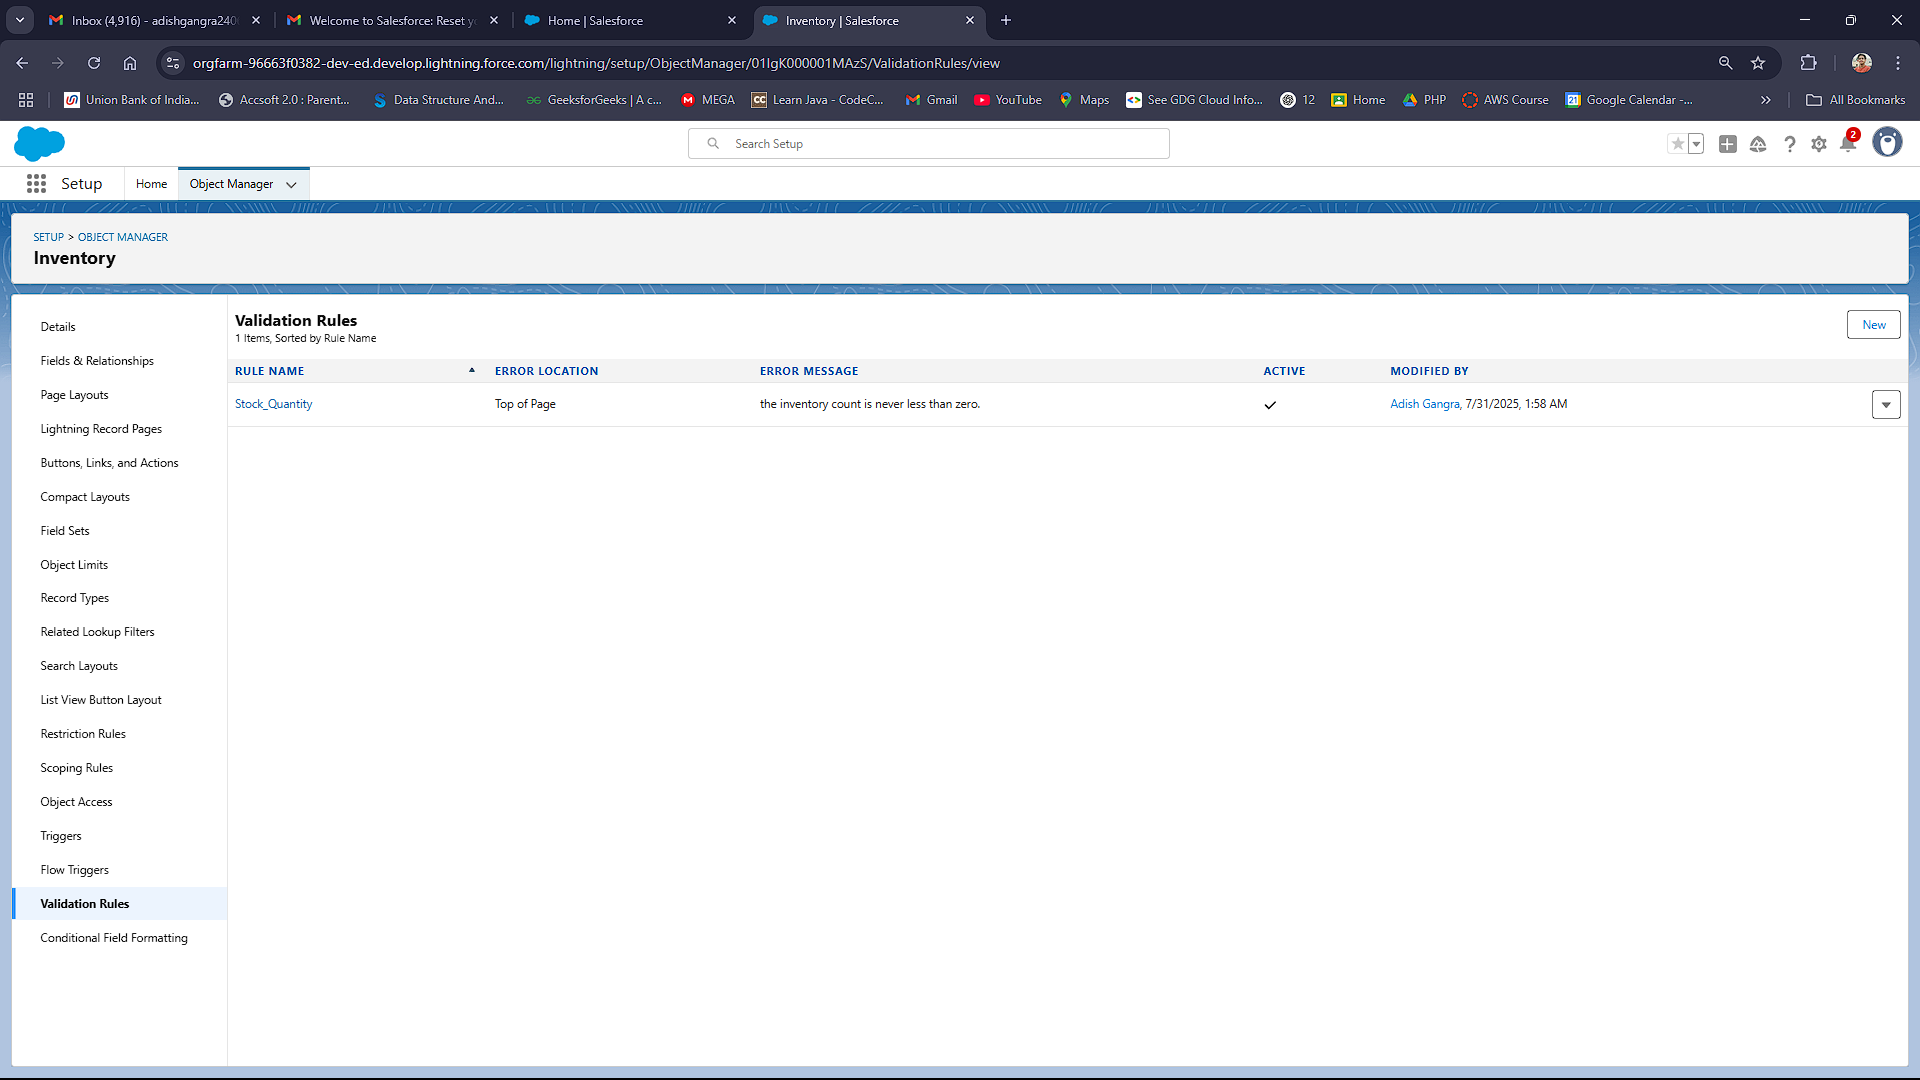 Inbox (4,916) - adishgangra240
Welcome to Salesforce: Reset y
Home | Salesforce
Inventory | Salesforce
orgfarm-96663f0382-dev-ed.develop.lightning.force.com/lightning/setup/ObjectManager/01IgK000001MAzS/ValidationRules/view
Union Bank of India...
Accsoft 2.0 : Parent...
Data Structure And...
GeeksforGeeks | A c...
MEGA
Learn Java - CodeC...
Gmail
YouTube
Maps
See GDG Cloud Info...
12
Home
PHP
AWS Course
Google Calendar -...
All Bookmarks
Search Setup
2
Setup
Home
Object Manager
SETUP > OBJECT MANAGER
Inventory
Details
Fields & Relationships
Page Layouts
Lightning Record Pages
Buttons, Links, and Actions
Compact Layouts
Field Sets
Object Limits
Record Types
Related Lookup Filters
Search Layouts
List View Button Layout
Restriction Rules
Scoping Rules
Object Access
Triggers
Flow Triggers
Validation Rules
Conditional Field Formatting
Validation Rules
1 Items, Sorted by Rule Name
New
RULE NAME ERROR LOCATION ERROR MESSAGE ACTIVE MODIFIED BY
Stock_Quantity Top of Page the inventory count is never less than zero. Adish Gangra, 7/31/2025, 1:58 AM